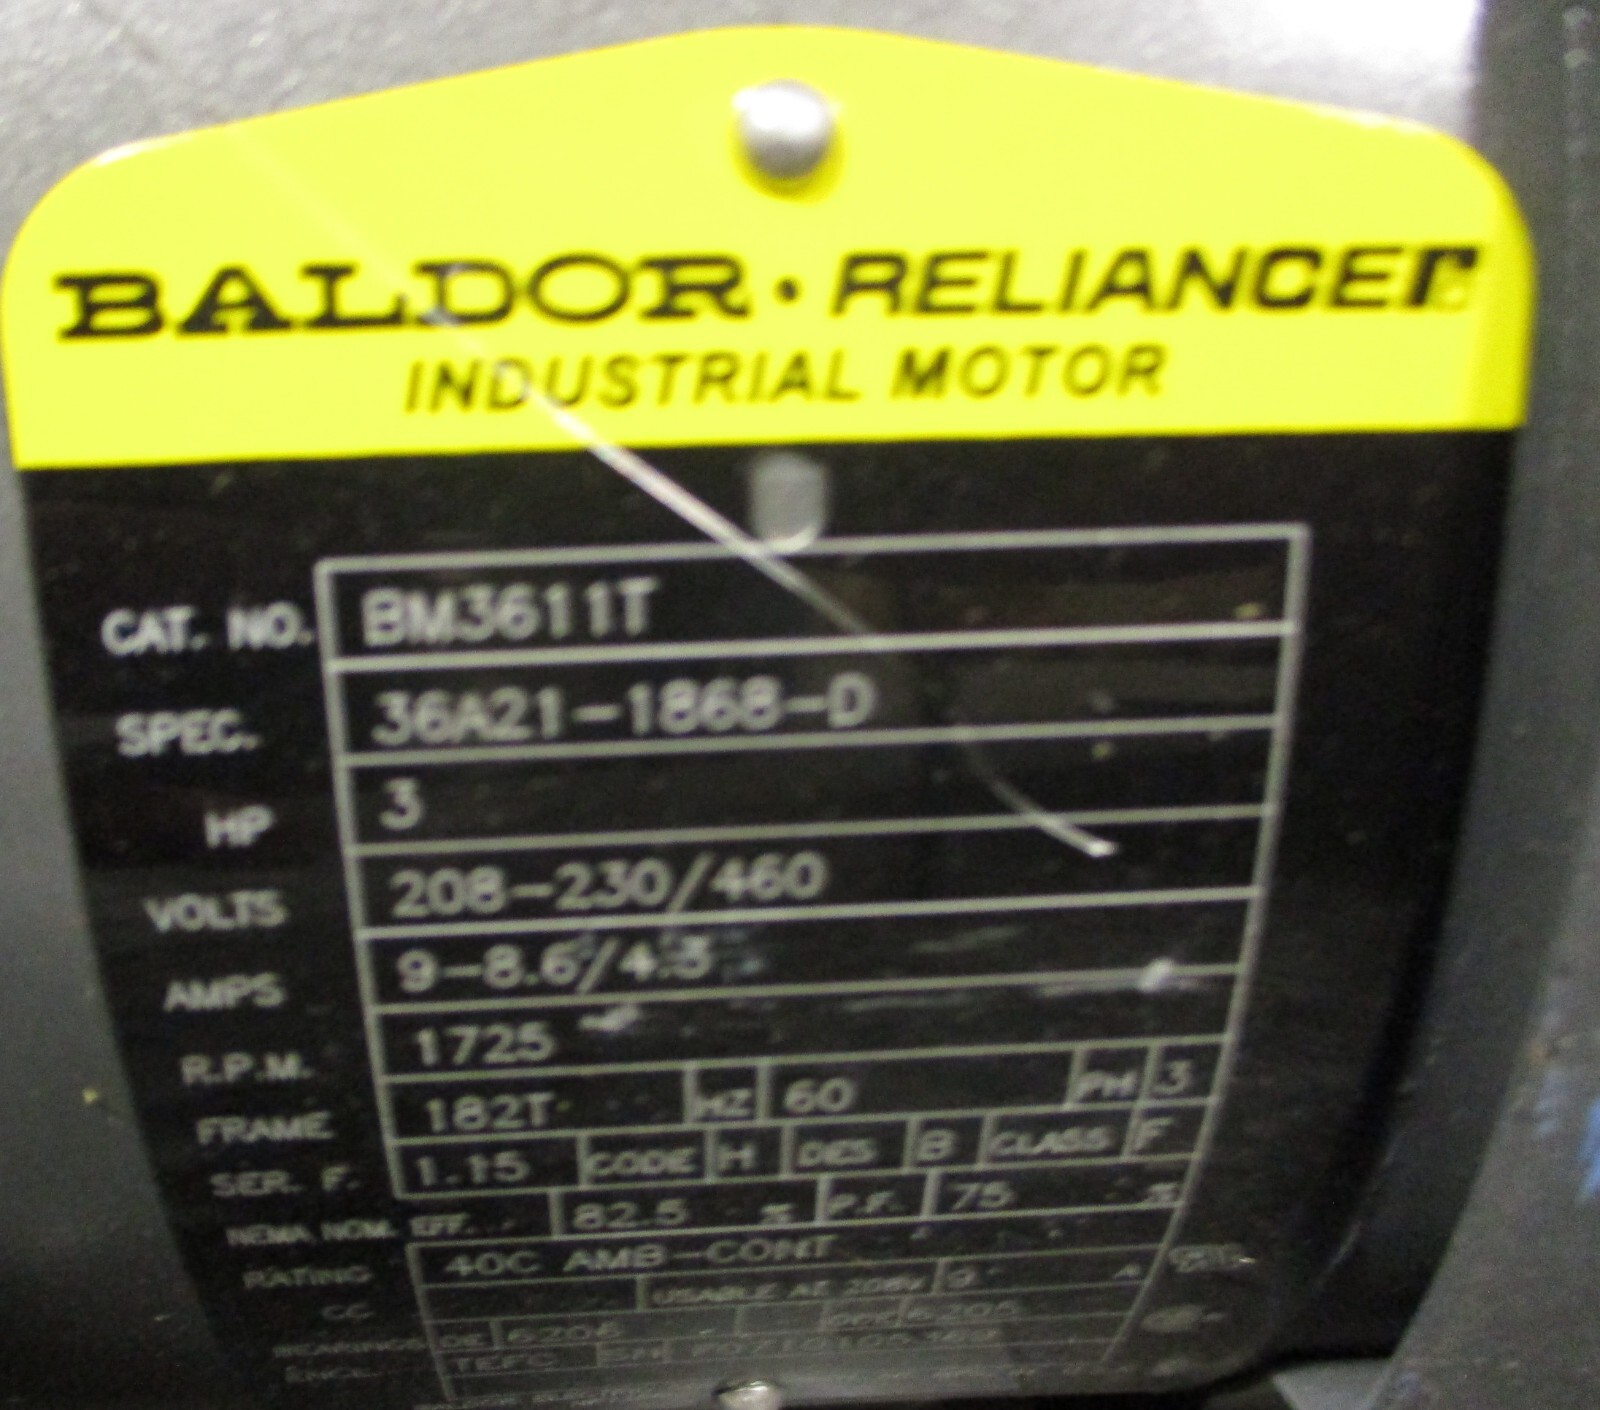 BALDOR · RELIANCE
INDUSTRIAL MOTOR
CAT. NO. BM3611T
SPEC. 36A21-1868-D
HP 3
VOLTS 208-230/460
AMPS 9-8.6/4.3
R.P.M. 1725
FRAME 182T HZ 60 PH 3
SER. F. 1.15 CODE H DES B CLASS F
NEMA NOM. EFF. 82.5 % P.F. 75 %
RATING 40C AMB-CONT
CC USABLE AT 208V 9 A
BEARINGS DE 6206 ODE 6205
ENCL. TEFC SN